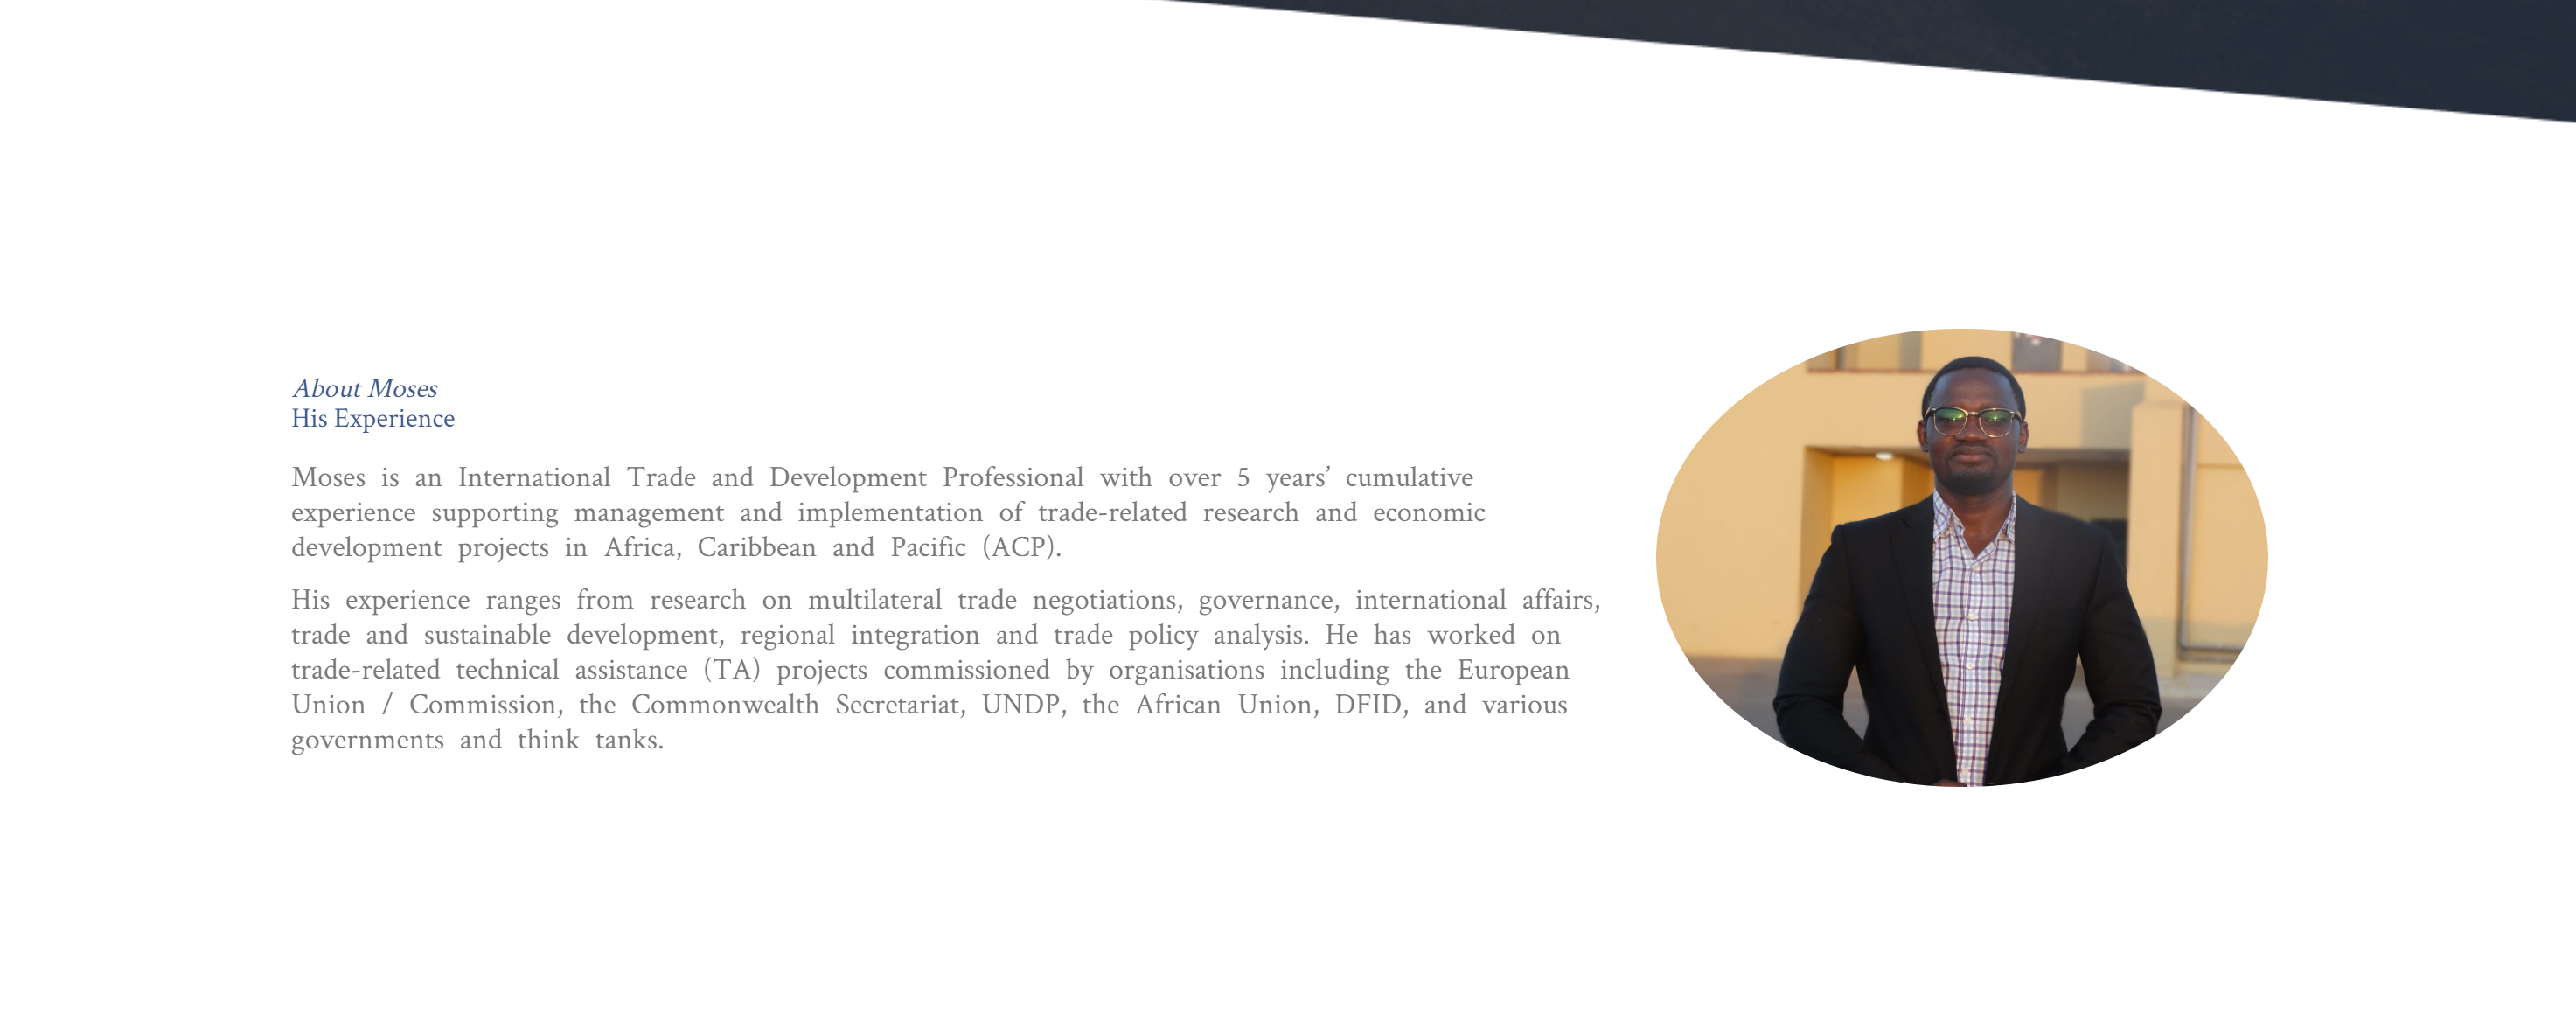 About Moses
His Experience
Moses is an International Trade and Development Professional with over 5 years’ cumulative
experience supporting management and implementation of trade-related research and economic
development projects in Africa, Caribbean and Pacific (ACP).
His experience ranges from research on multilateral trade negotiations, governance, international affairs,
trade and sustainable development, regional integration and trade policy analysis. He has worked on
trade-related technical assistance (TA) projects commissioned by organisations including the European
Union / Commission, the Commonwealth Secretariat, UNDP, the African Union, DFID, and various
governments and think tanks.